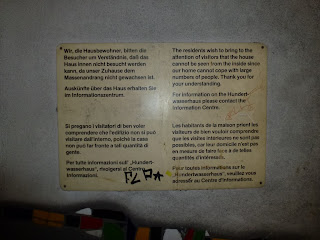 Wir, die Hausbewohner, bitten die
Besucher um Verständnis, daß das
Haus innen nicht besucht werden
kann, da unser Zuhause dem
Massenandrang nicht gewachsen ist.
Auskünfte über das Haus erhalten Sie
im Informationszentrum.
The residents wish to bring to the
attention of visitors that the house
cannot be seen from the inside since
our home cannot cope with large
numbers of people. Thank you for
your understanding.
For information on the Hundert-
wasserhaus please contact the
Information Centre.
Si pregano i visitatori di ben voler
comprendere che l'edifizio non si può
visitare dall'interno, poichè la casa
non può far fronte a tali quantità di
gente.
Per tutte informazioni sull' „Hundert-
wasserhaus", rivolgersi al Centro
Informazioni.
Les habitants de la maison prient les
visiteurs de bien vouloir comprendre
que les visites intérieures ne sont pas
possibles, car leur domicile n'est pas
en mesure de faire face à de telles
quantités d'intéressés.
Pour toutes informations sur le
„Hundertwasserhaus", veuillez vous
adresser au Centre d'informations.